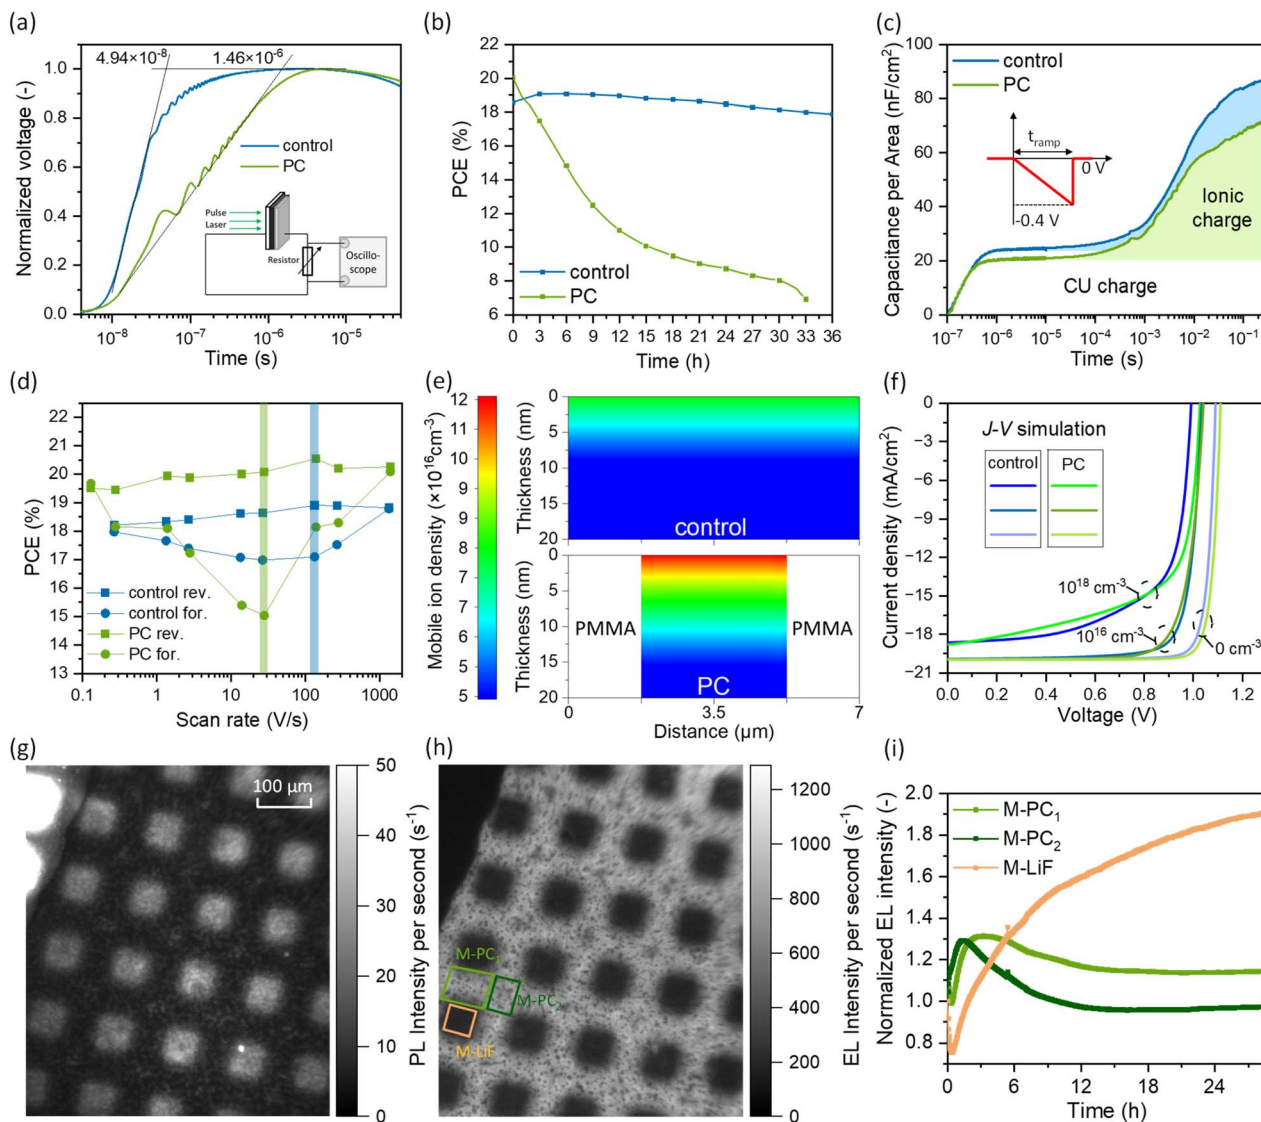 (a)
4.94×10⁻⁸
1.46×10⁻⁶
1.0
0.8
0.6
0.4
0.2
0.0
Normalized voltage (-)
control
PC
Pulse
Laser
Resistor
Oscillo-
scope
10⁻⁸
10⁻⁷
10⁻⁶
10⁻⁵
Time (s)
(b)
22
20
18
16
14
12
10
8
6
PCE (%)
control
PC
0 3 6 9 12 15 18 21 24 27 30 33 36
Time (h)
(c)
100
80
60
40
20
0
Capacitance per Area (nF/cm²)
control
PC
t_ramp
0 V
-0.4 V
Ionic
charge
CU charge
10⁻⁷ 10⁻⁶ 10⁻⁵ 10⁻⁴ 10⁻³ 10⁻² 10⁻¹
Time (s)
(d)
22
21
20
19
18
17
16
15
14
13
PCE (%)
control rev.
control for.
PC rev.
PC for.
0.1 1 10 100 1000
Scan rate (V/s)
(e)
12
11
10
9
8
7
6
5
Mobile ion density (×10¹⁶cm⁻³)
0
5
10
15
20
Thickness (nm)
control
0
5
10
15
20
Thickness (nm)
PMMA
PMMA
PC
0 3.5 7
Distance (μm)
(f)
0
−3
−6
−9
−12
−15
−18
−21
Current density (mA/cm²)
J-V simulation
control PC
10¹⁸ cm⁻³
10¹⁶ cm⁻³
0 cm⁻³
0.0 0.2 0.4 0.6 0.8 1.0 1.2
Voltage (V)
(g)
100 μm
50
40
30
20
10
0
PL Intensity per second (s⁻¹)
(h)
M-PC₁
M-PC₂
M-LiF
1200
1000
800
600
400
200
0
EL Intensity per second (s⁻¹)
(i)
2.0
1.8
1.6
1.4
1.2
1.0
0.8
Normalized EL intensity (-)
M-PC₁
M-PC₂
M-LiF
0 6 12 18 24
Time (h)